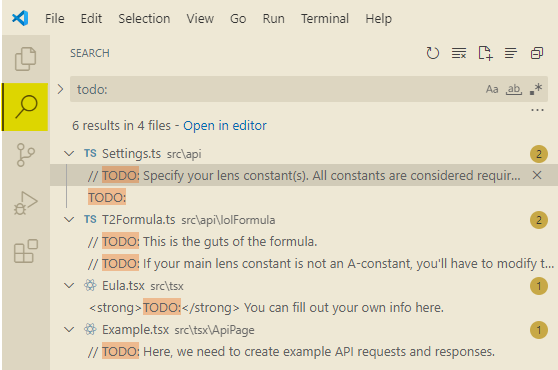 File Edit Selection View Go Run Terminal Help
SEARCH
todo: Aa ab .*
...
6 results in 4 files - Open in editor
TS Settings.ts src\api 2
// TODO: Specify your lens constant(s). All constants are considered requir...
TODO:
TS T2Formula.ts src\api\IolFormula 2
// TODO: This is the guts of the formula.
// TODO: If your main lens constant is not an A-constant, you'll have to modify t...
Eula.tsx src\tsx 1
<strong>TODO:</strong> You can fill out your own info here.
Example.tsx src\tsx\ApiPage 1
// TODO: Here, we need to create example API requests and responses.